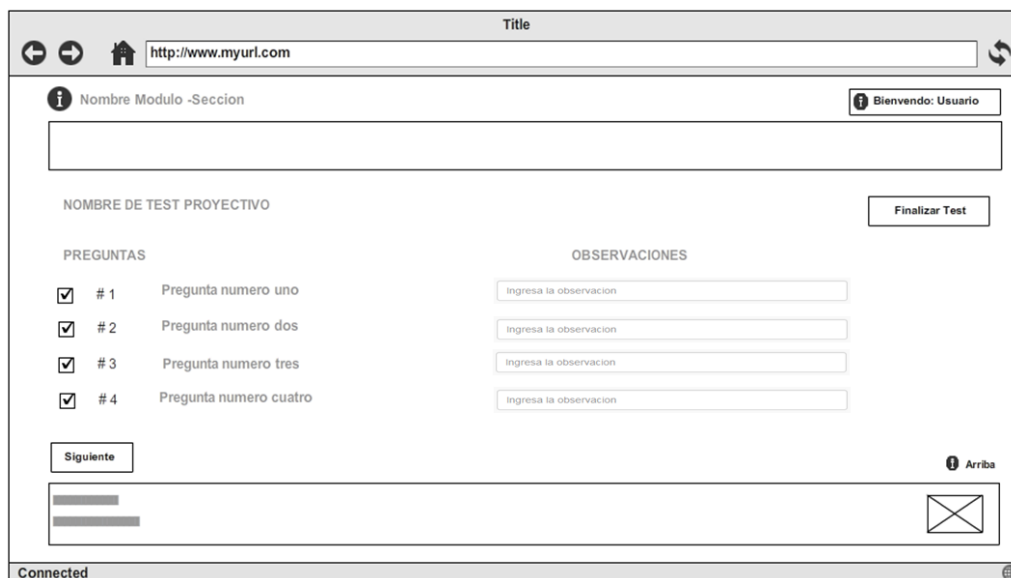 Title
http://www.myurl.com
Nombre Modulo -Seccion
Bienvendo: Usuario
NOMBRE DE TEST PROYECTIVO
Finalizar Test
PREGUNTAS
OBSERVACIONES
# 1 Pregunta numero uno Ingresa la observacion
# 2 Pregunta numero dos Ingresa la observacion
# 3 Pregunta numero tres Ingresa la observacion
# 4 Pregunta numero cuatro Ingresa la observacion
Siguiente
Arriba
Connected